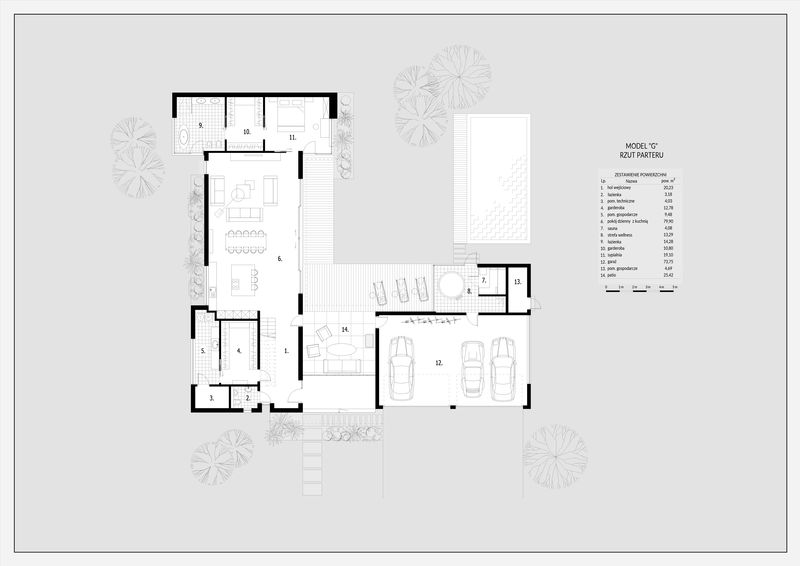 MODEL "G"
RZUT PARTERU
ZESTAWIENIE POWIERZCHNI
Lp. Nazwa pow. m²
1. hol wejściowy 20,23
2. łazienka 3,18
3. pom. techniczne 4,03
4. garderoba 12,78
5. pom. gospodarcze 9,48
6. pokój dzienny z kuchnią 79,90
7. sauna 4,08
8. strefa wellness 13,29
9. łazienka 14,28
10. garderoba 10,80
11. sypialnia 19,10
12. garaż 73,75
13. pom. gospodarcze 4,69
14. patio 25,42
0 1m 2m 3m 4m 5m
9.
10.
11.
6.
7.
8.
13.
14.
5.
4.
1.
12.
3.
2.